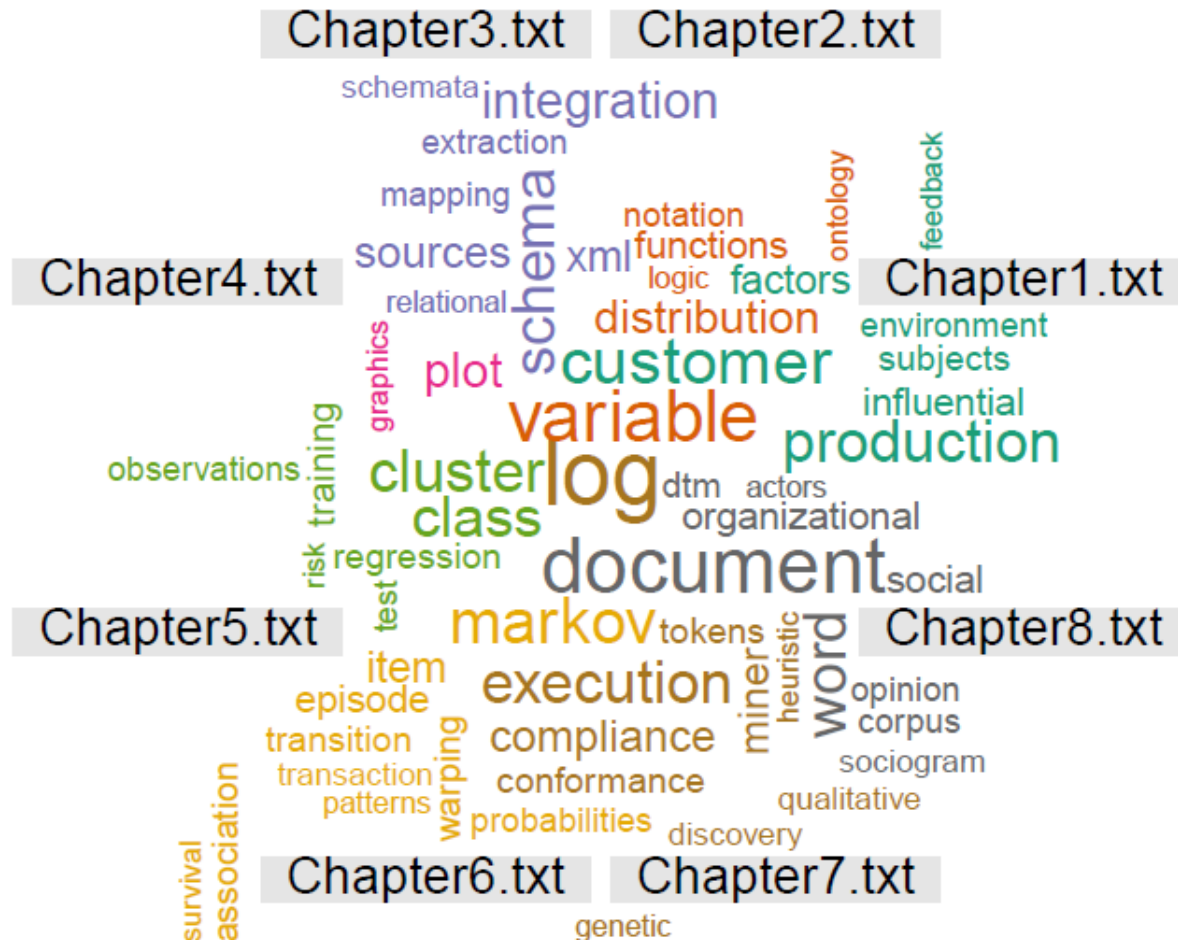 Chapter3.txt Chapter2.txt
schemata integration
extraction
feedback
ontology
mapping schema
notation
sources xml functions
Chapter4.txt logic factors Chapter1.txt
relational distribution environment
graphics plot customer subjects
influential
variable
production
observations training cluster log dtm actors
class organizational
risk regression document social
test
Chapter5.txt markov tokens heuristic word Chapter8.txt
item execution miner opinion
episode corpus
transition warping compliance
sociogram
transaction conformance
patterns qualitative
probabilities discovery
survival association
Chapter6.txt Chapter7.txt
genetic